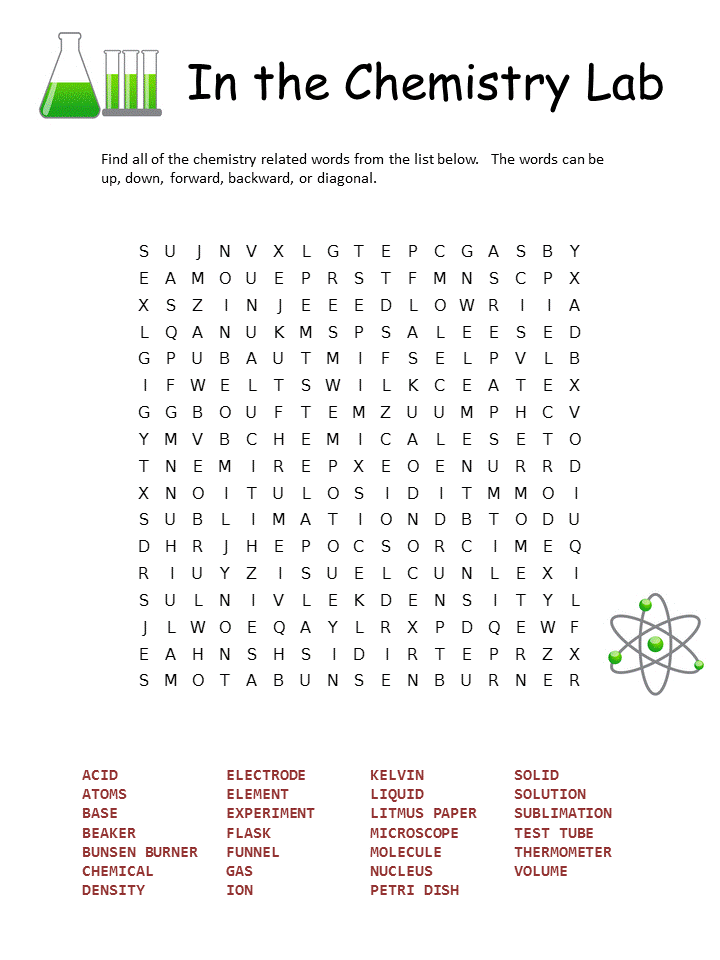 In the Chemistry Lab
Find all of the chemistry related words from the list below. The words can be
up, down, forward, backward, or diagonal.
S U J N V X L G T E P C G A S B Y
E A M O U E P R S T F M N S C P X
X S Z I N J E E E D L O W R I I A
L Q A N U K M S P S A L E E S E D
G P U B A U T M I F S E L P V L B
I F W E L T S W I L K C E A T E X
G G B O U F T E M Z U U M P H C V
Y M V B C H E M I C A L E S E T O
T N E M I R E P X E O E N U R R D
X N O I T U L O S I D I T M M O I
S U B L I M A T I O N D B T O D U
D H R J H E P O C S O R C I M E Q
R I U Y Z I S U E L C U N L E X I
S U L N I V L E K D E N S I T Y L
J L W O E Q A Y L R X P D Q E W F
E A H N S H S I D I R T E P R Z X
S M O T A B U N S E N B U R N E R
ACID ELECTRODE KELVIN SOLID
ATOMS ELEMENT LIQUID SOLUTION
BASE EXPERIMENT LITMUS PAPER SUBLIMATION
BEAKER FLASK MICROSCOPE TEST TUBE
BUNSEN BURNER FUNNEL MOLECULE THERMOMETER
CHEMICAL GAS NUCLEUS VOLUME
DENSITY ION PETRI DISH